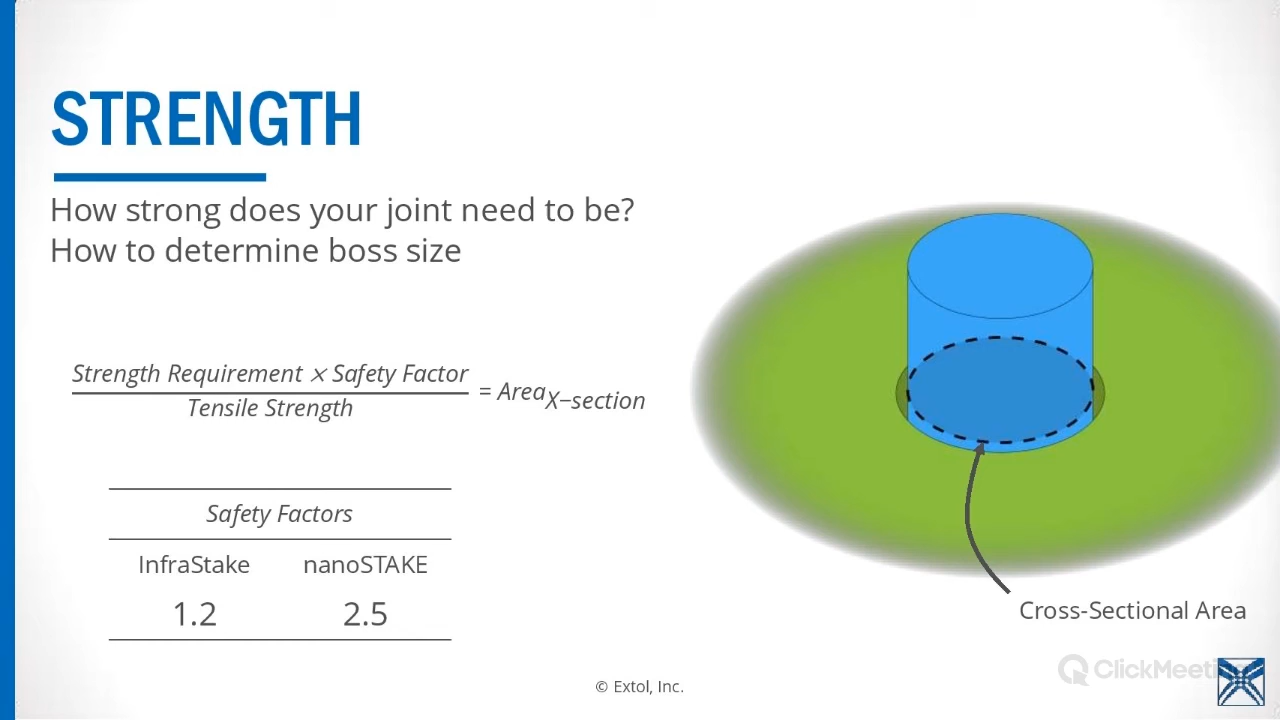 STRENGTH
How strong does your joint need to be?
How to determine boss size
Strength Requirement × Safety Factor
Tensile Strength
= Area X−section
Safety Factors
InfraStake nanoSTAKE
1.2 2.5
Cross-Sectional Area
© Extol, Inc.